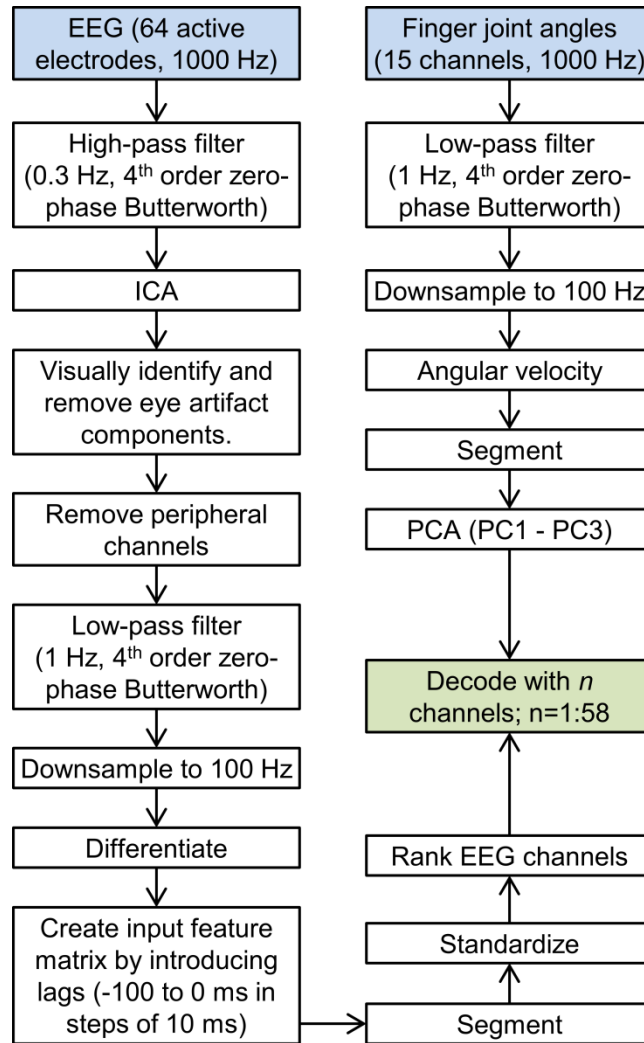 EEG (64 active
electrodes, 1000 Hz)
High-pass filter
(0.3 Hz, 4th order zero-
phase Butterworth)
ICA
Visually identify and
remove eye artifact
components.
Remove peripheral
channels
Low-pass filter
(1 Hz, 4th order zero-
phase Butterworth)
Downsample to 100 Hz
Differentiate
Create input feature
matrix by introducing
lags (-100 to 0 ms in
steps of 10 ms)
Finger joint angles
(15 channels, 1000 Hz)
Low-pass filter
(1 Hz, 4th order zero-
phase Butterworth)
Downsample to 100 Hz
Angular velocity
Segment
PCA (PC1 - PC3)
Decode with n
channels; n=1:58
Rank EEG channels
Standardize
Segment